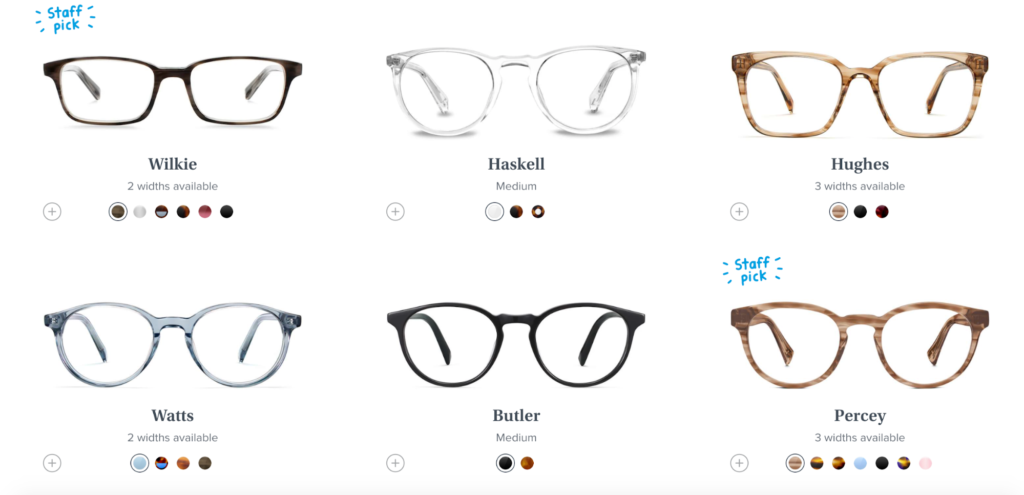 Staff
pick
Wilkie
2 widths available
Haskell
Medium
Hughes
3 widths available
Staff
pick
Watts
2 widths available
Butler
Medium
Percey
3 widths available